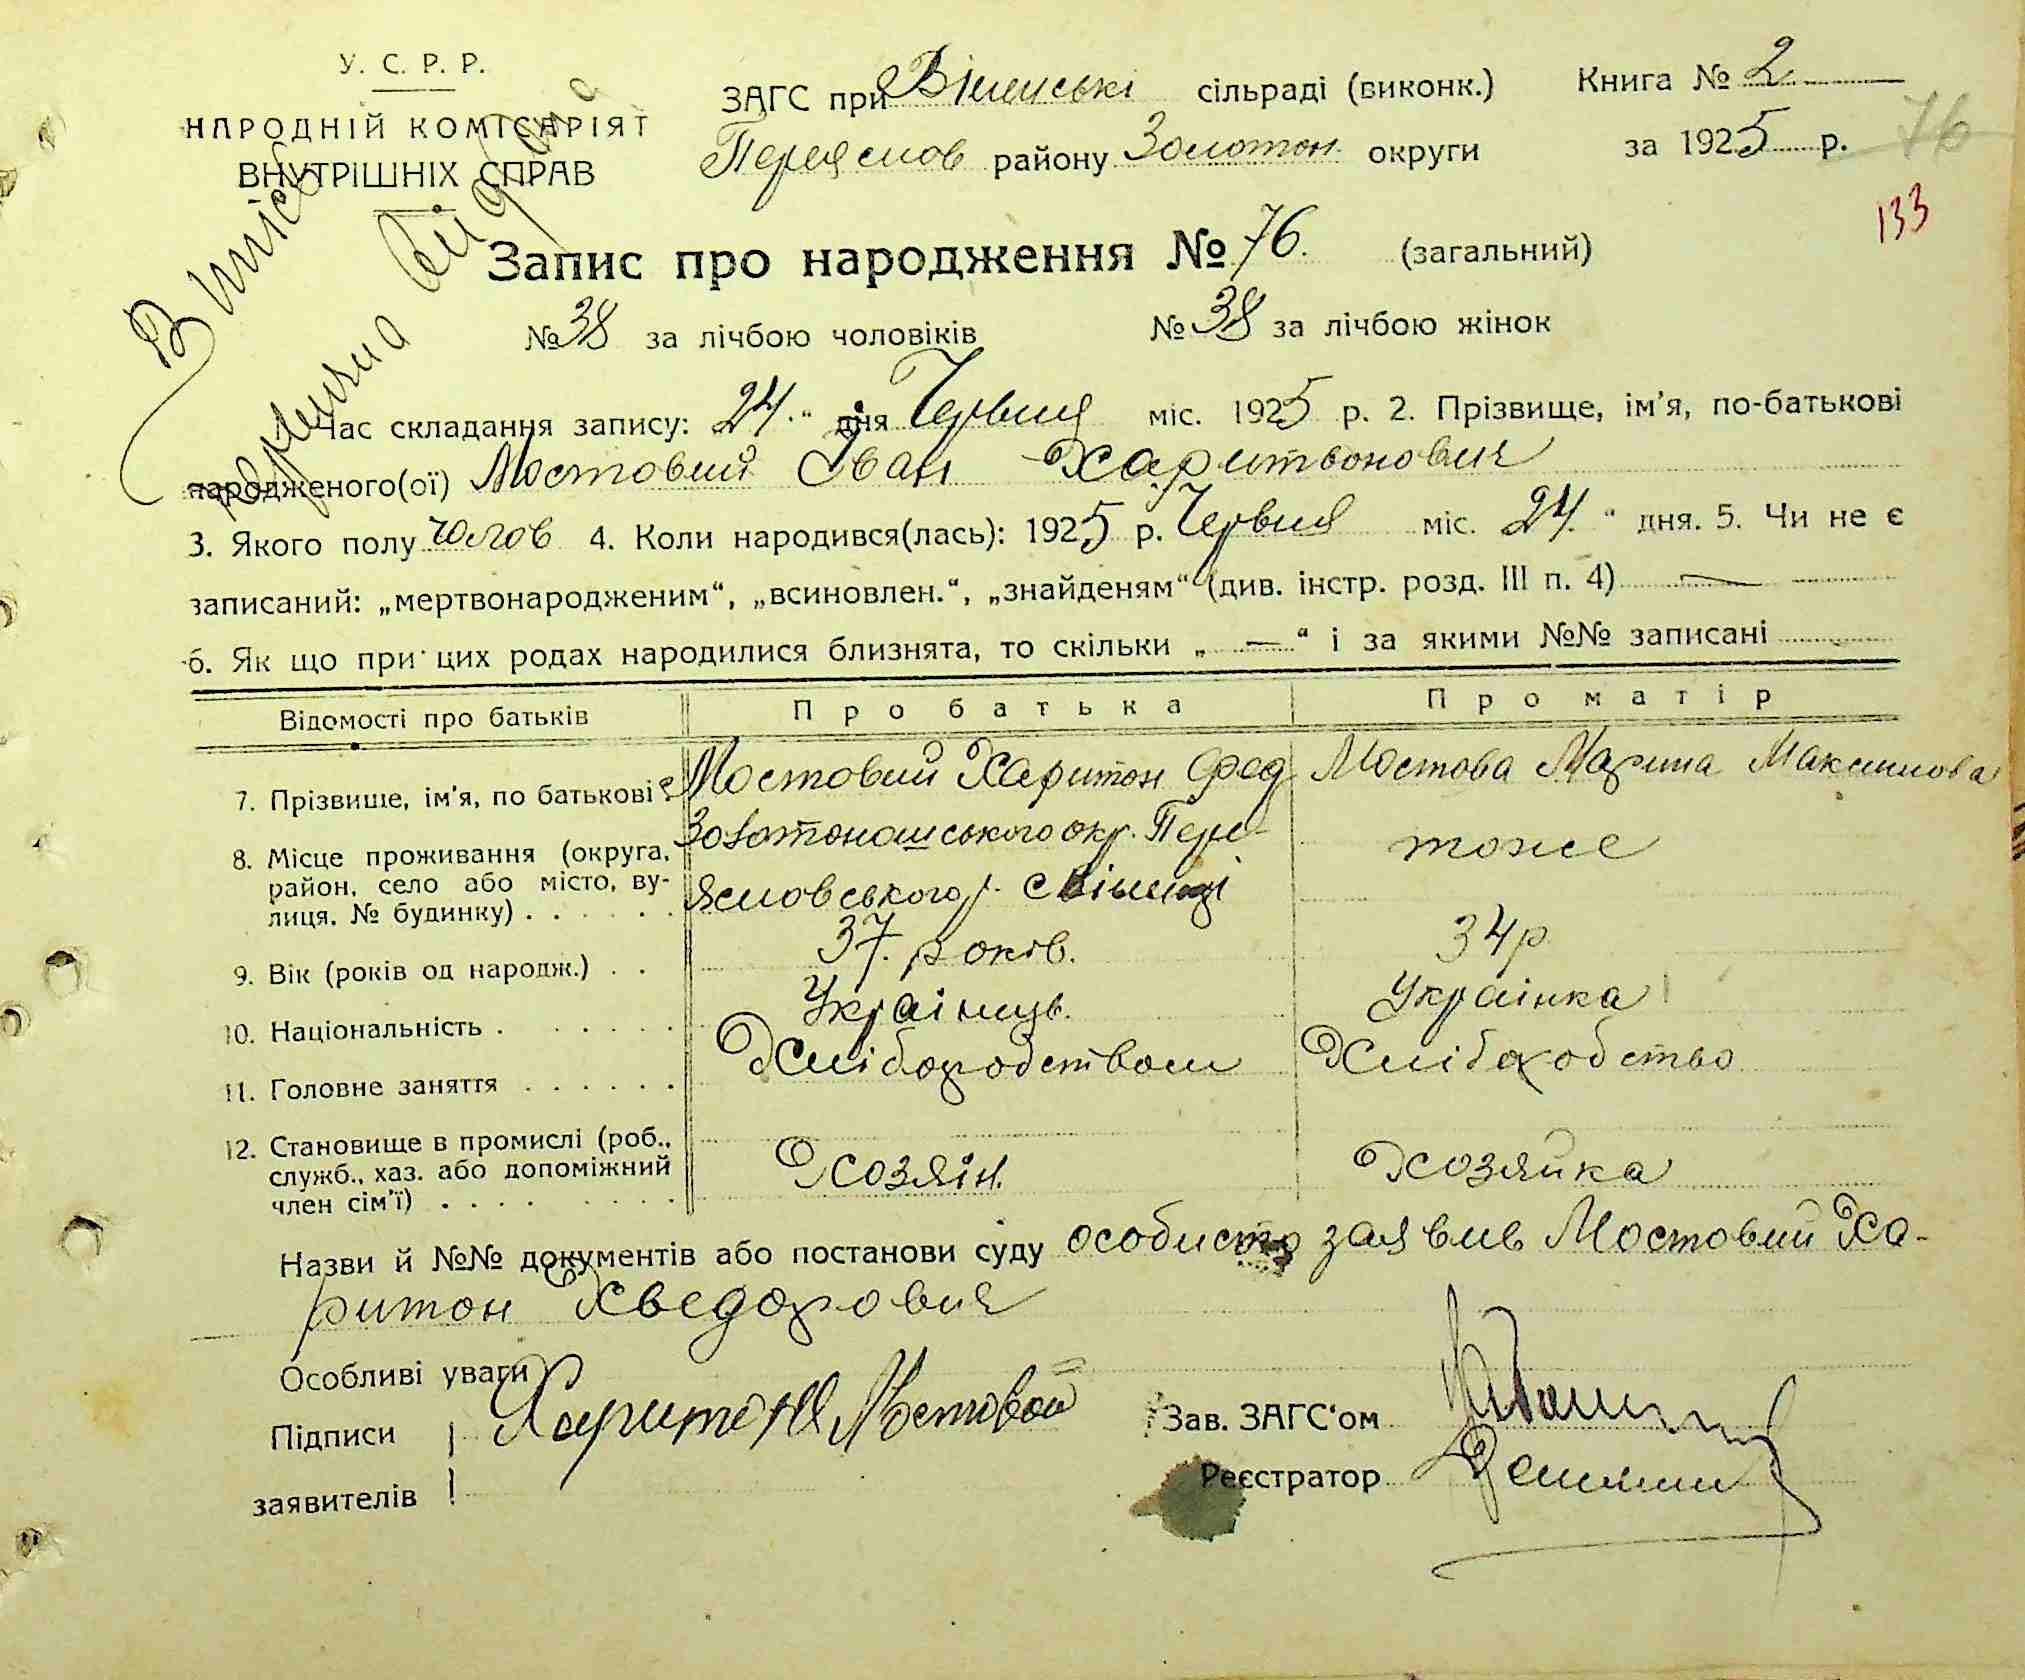 У. С. Р. Р.
НАРОДНІЙ КОМІСАРІЯТ
ВНУТРІШНІХ СПРАВ
ЗАГС при Віненські сільраді (виконк.) Книга № 2
Переяслов району Золотон. округи за 1925 р. 76
133
Запис про народження № 76. (загальний)
№ 38 за лічбою чоловіків № 38 за лічбою жінок
Час складання запису: 24. “ дня Червня міс. 1925 р. 2. Прізвище, ім’я, по-батькові
народженого(ої) Мостовий Іван Харитвонович
3. Якого полу чолов 4. Коли народився(лась): 1925 р. Червня міс. 24. “ дня. 5. Чи не є
записаний: „мертвонародженим“, „всиновлен.“, „знайденям“ (див. інстр. розд. III п. 4) —
6. Як що при цих родах народилися близнята, то скільки „ — “ і за якими №№ записані
Відомості про батьків Про батька Про матір
7. Прізвище, ім’я, по батькові Мостовий Харитон Фед Мостова Марина Максимова
8. Місце проживання (округа, Золотоношського окр. Пере- тоже
район, село або місто, ву- ясловського р. с Віненці
лиця, № будинку)
9. Вік (років од народж.) 37. років. 34 р
10. Національність Українць. Українка
11. Головне заняття Хліборобством Хліборобство
12. Становище в промислі (роб.,
служб., хаз. або допоміжний Хозяін. Хозяйка
член сім’ї)
Назви й №№ документів або постанови суду особисто заявив Мостовий Ха-
ритон Хведорович
Особливі уваги
Підписи Харитон Мостовой Зав. ЗАГС‘ом
заявителів Реєстратор